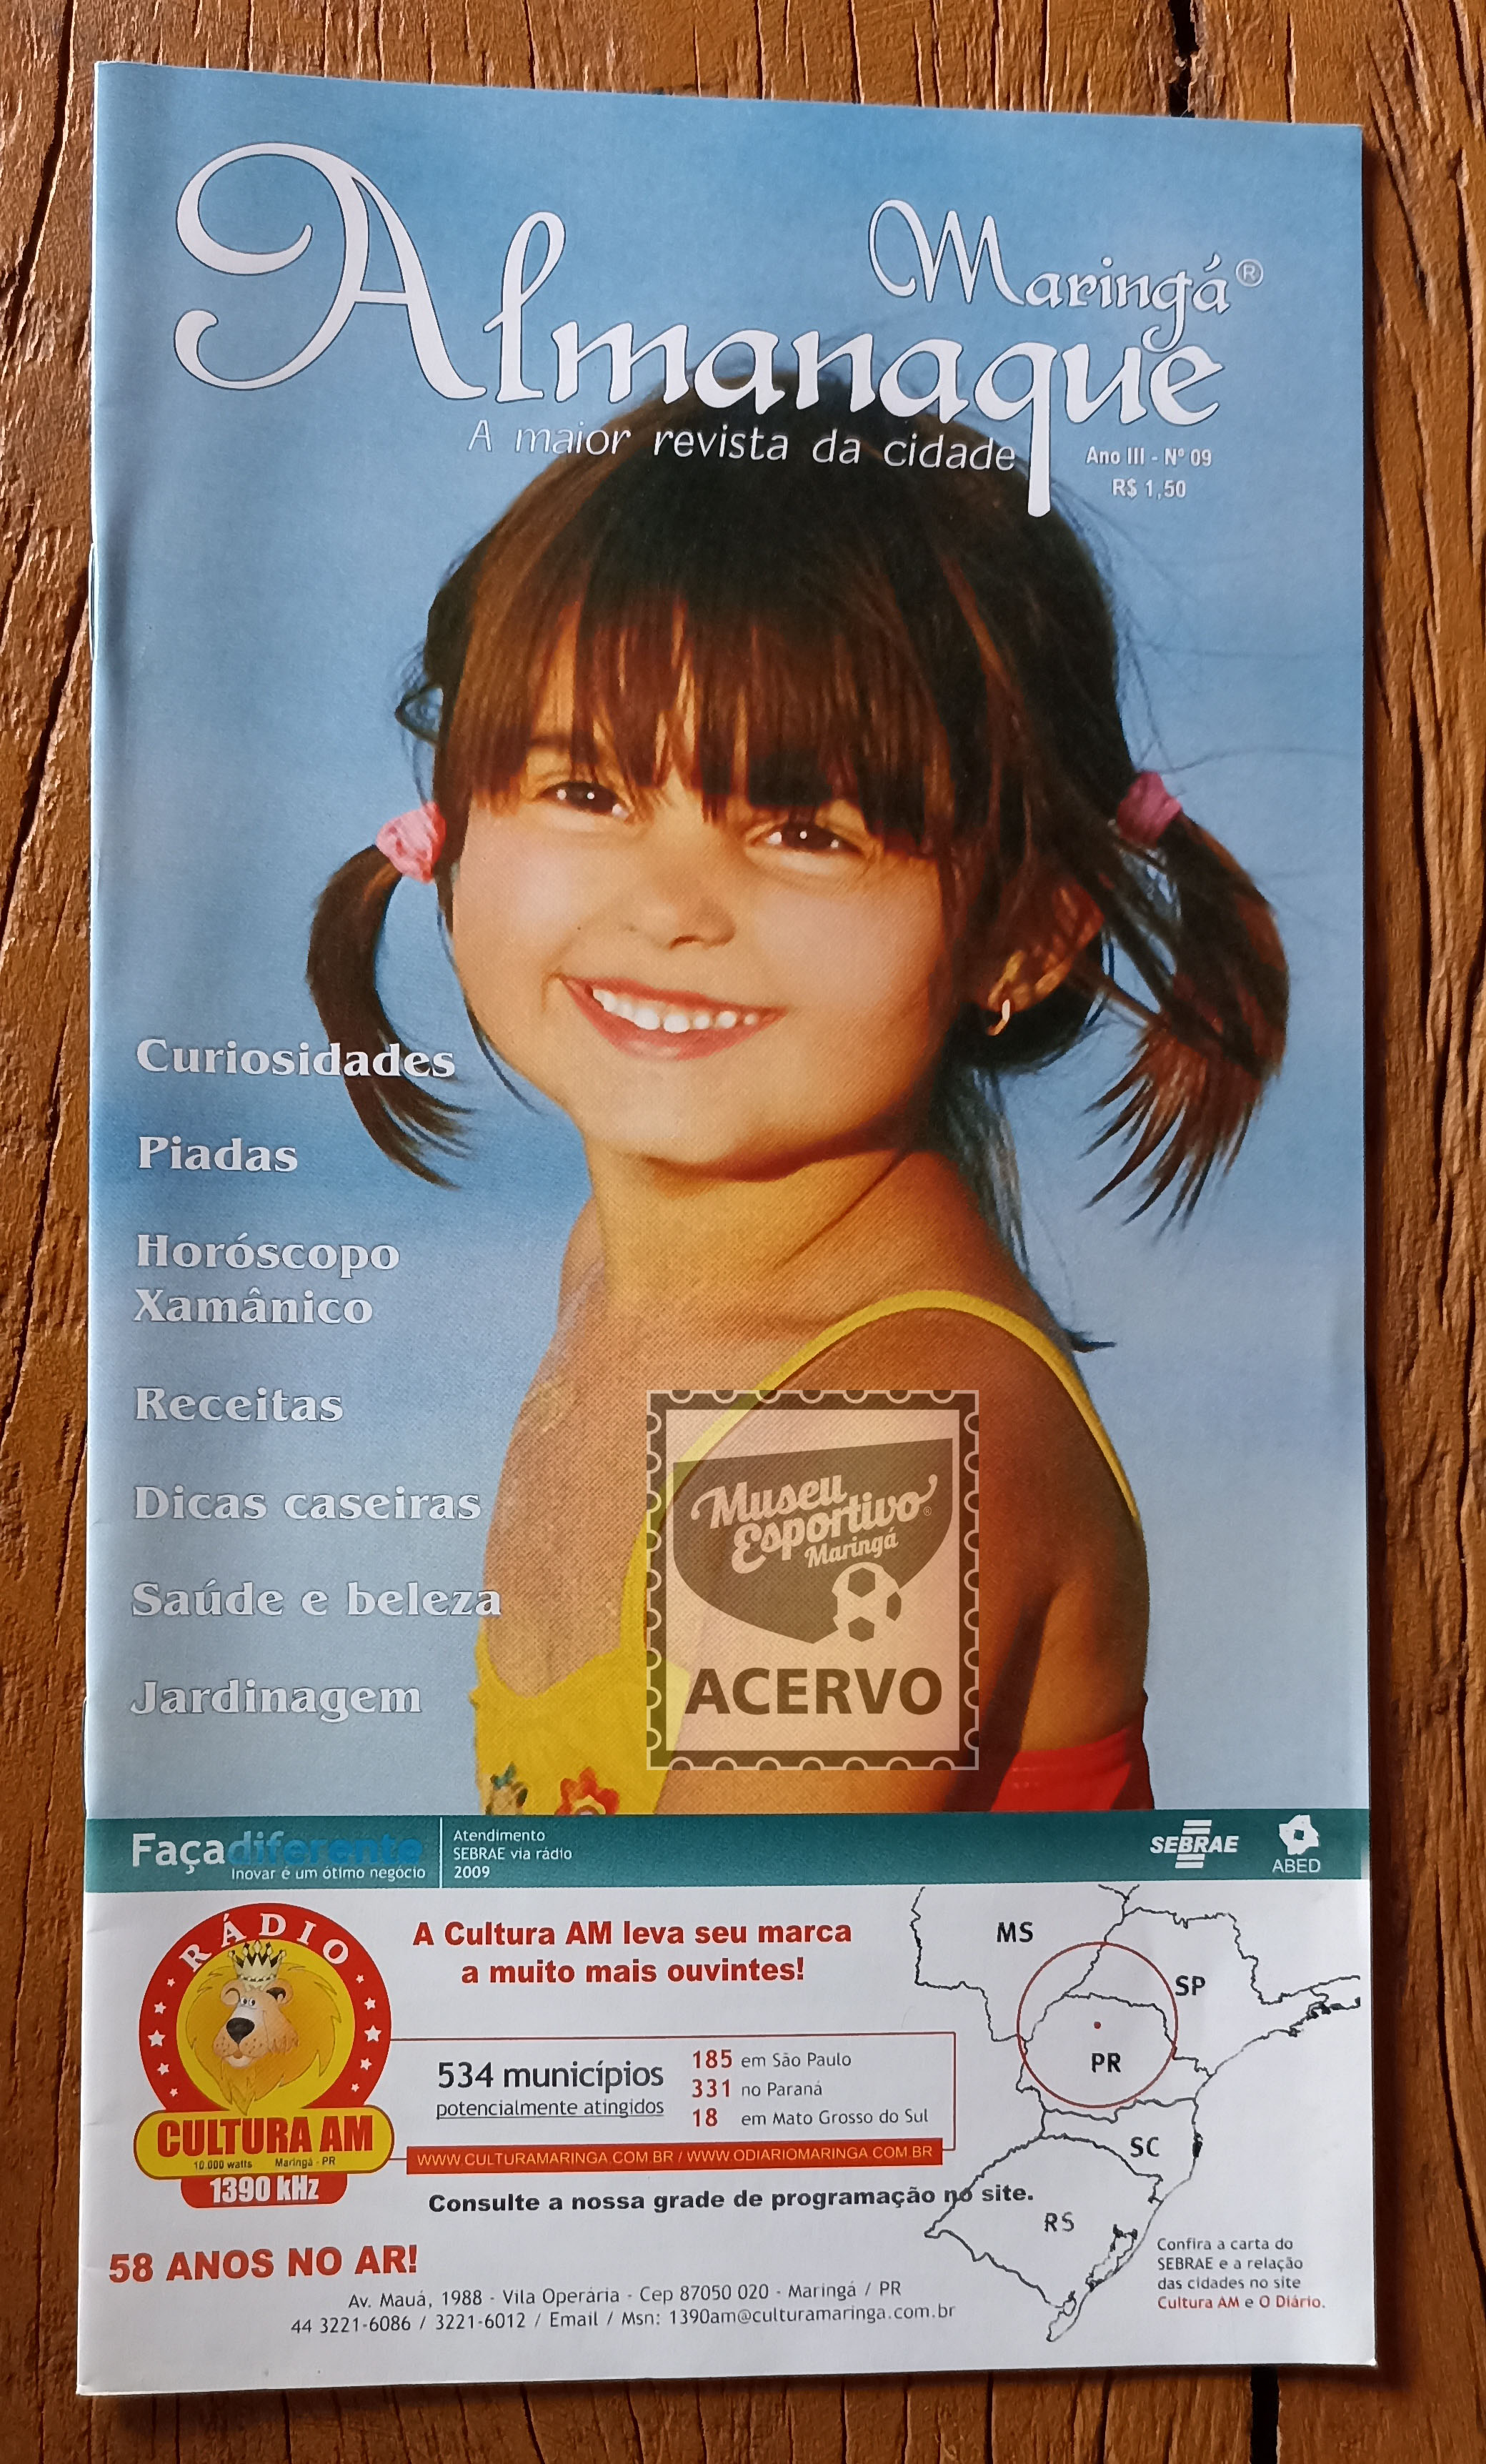 Maringá®
Almanaque
A maior revista da cidade
Ano III - Nº 09
R$ 1,50
Curiosidades
Piadas
Horóscopo
Xamânico
Receitas
Dicas caseiras
Saúde e beleza
Jardinagem
Museu
Esportivo®
Maringá
ACERVO
Façadiferente
Inovar é um ótimo negócio
Atendimento
SEBRAE via rádio
2009
SEBRAE
ABED
RÁDIO
CULTURA AM
10.000 watts Maringá - PR
1390 kHz
A Cultura AM leva seu marca
a muito mais ouvintes!
534 municípios
potencialmente atingidos
185 em São Paulo
331 no Paraná
18 em Mato Grosso do Sul
WWW.CULTURAMARINGA.COM.BR / WWW.ODIARIOMARINGA.COM.BR
Consulte a nossa grade de programação no site.
MS
SP
PR
SC
RS
58 ANOS NO AR!
Av. Mauá, 1988 - Vila Operária - Cep 87050 020 - Maringá / PR
44 3221-6086 / 3221-6012 / Email / Msn: 1390am@culturamaringa.com.br
Confira a carta do
SEBRAE e a relação
das cidades no site
Cultura AM e O Diário.